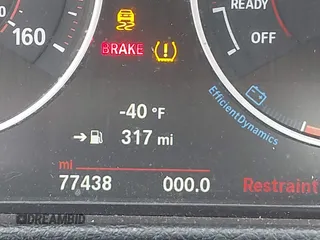 READY
160
OFF
BRAKE
-40 °F
317 mi
EfficientDynamics
mi
77438 000.0
Restraint
DREAMBID